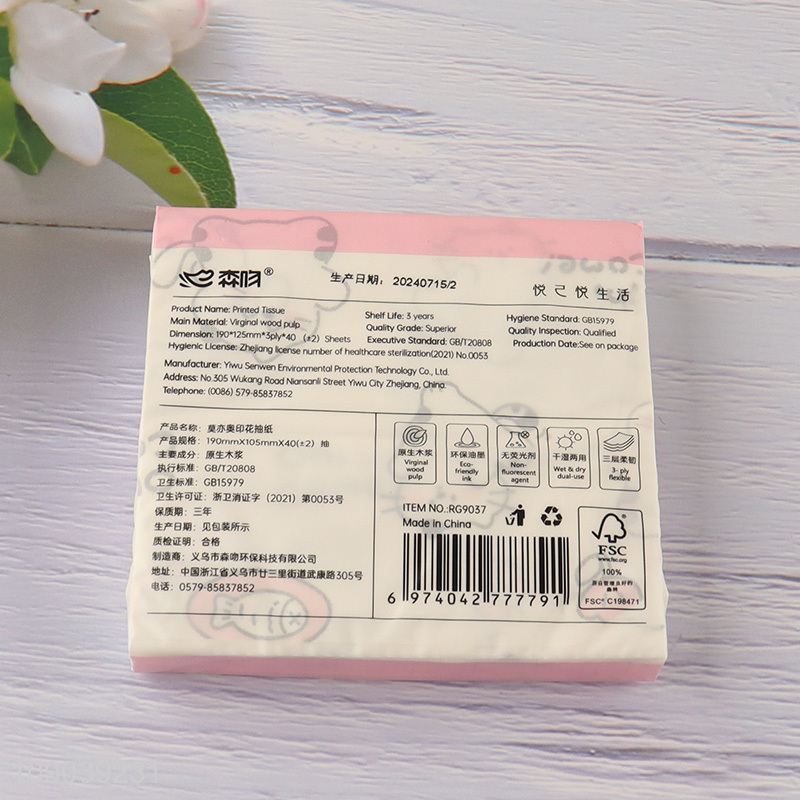 森吻®
生产日期： 20240715/2
悦己悦生活
Product Name: Printed Tissue
Main Material: Virginal wood pulp
Dimension: 190*125mm*3ply*40 (±2) Sheets
Hygienic License: Zhejiang license number of healthcare sterilization(2021) No.0053
Shelf Life: 3 years
Quality Grade: Superior
Executive Standard: GB/T20808
Hygiene Standard: GB15979
Quality Inspection: Qualified
Production Date:See on package
Manufacturer: Yiwu Senwen Environmental Protection Technology Co., Ltd.
Address: No.305 Wukang Road Niansanli Street Yiwu City Zhejiang, China.
Telephone: (0086) 579-85837852
产品名称：莫亦奥印花抽纸
产品规格：190mmX105mmX40(±2) 抽
主要成分：原生木浆
执行标准：GB/T20808
卫生标准：GB15979
卫生许可证：浙卫消证字（2021）第0053号
保质期：三年
生产日期：见包装所示
质检证明：合格
制造商：义乌市森吻环保科技有限公司
地址：中国浙江省义乌市廿三里街道武康路305号
电话：0579-85837852
原生木浆
Virginal
wood
pulp
环保油墨
Eco-
friendly
ink
无荧光剂
Non-
fluorescent
agent
干湿两用
Wet & dry
dual-use
三层柔韧
3- ply
flexible
ITEM NO.:RG9037
Made in China
6 974042 777791
FSC
www.fsc.org
100%
源自管理良好的
森林
FSC® C198471